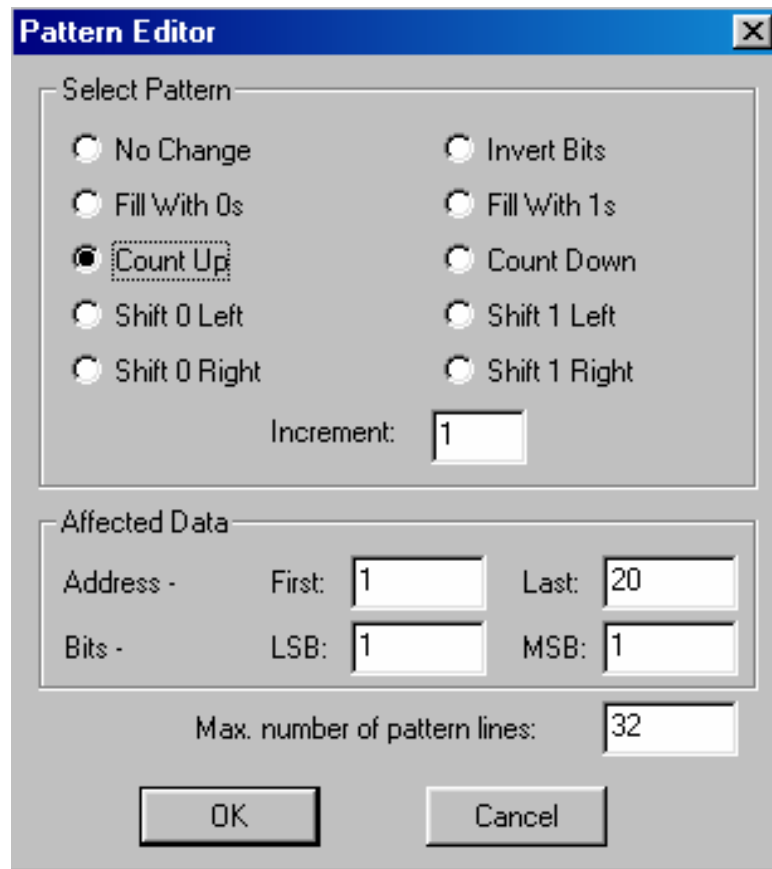 Pattern Editor
Select Pattern
No Change Invert Bits
Fill With 0s Fill With 1s
Count Up Count Down
Shift 0 Left Shift 1 Left
Shift 0 Right Shift 1 Right
Increment: 1
Affected Data
Address - First: 1 Last: 20
Bits - LSB: 1 MSB: 1
Max. number of pattern lines: 32
OK Cancel